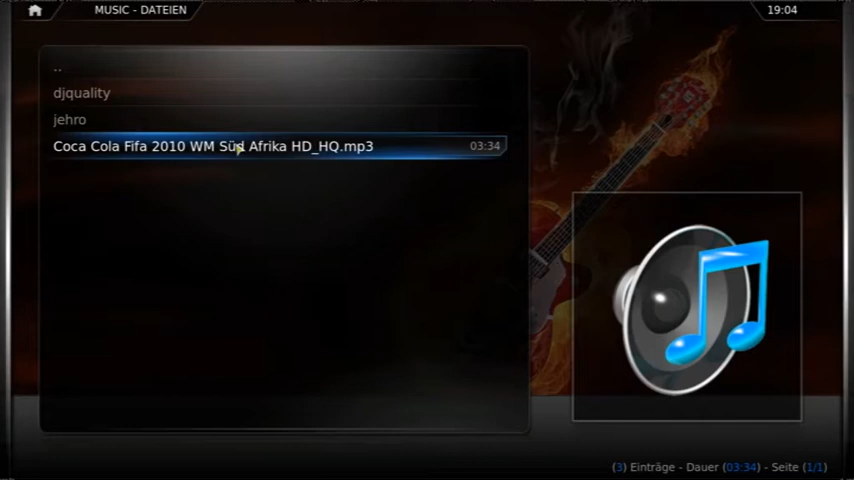 MUSIC - DATEIEN
19:04
..
djquality
jehro
Coca Cola Fifa 2010 WM Süd Afrika HD_HQ.mp3 03:34
(3) Einträge - Dauer (03:34) - Seite (1/1)